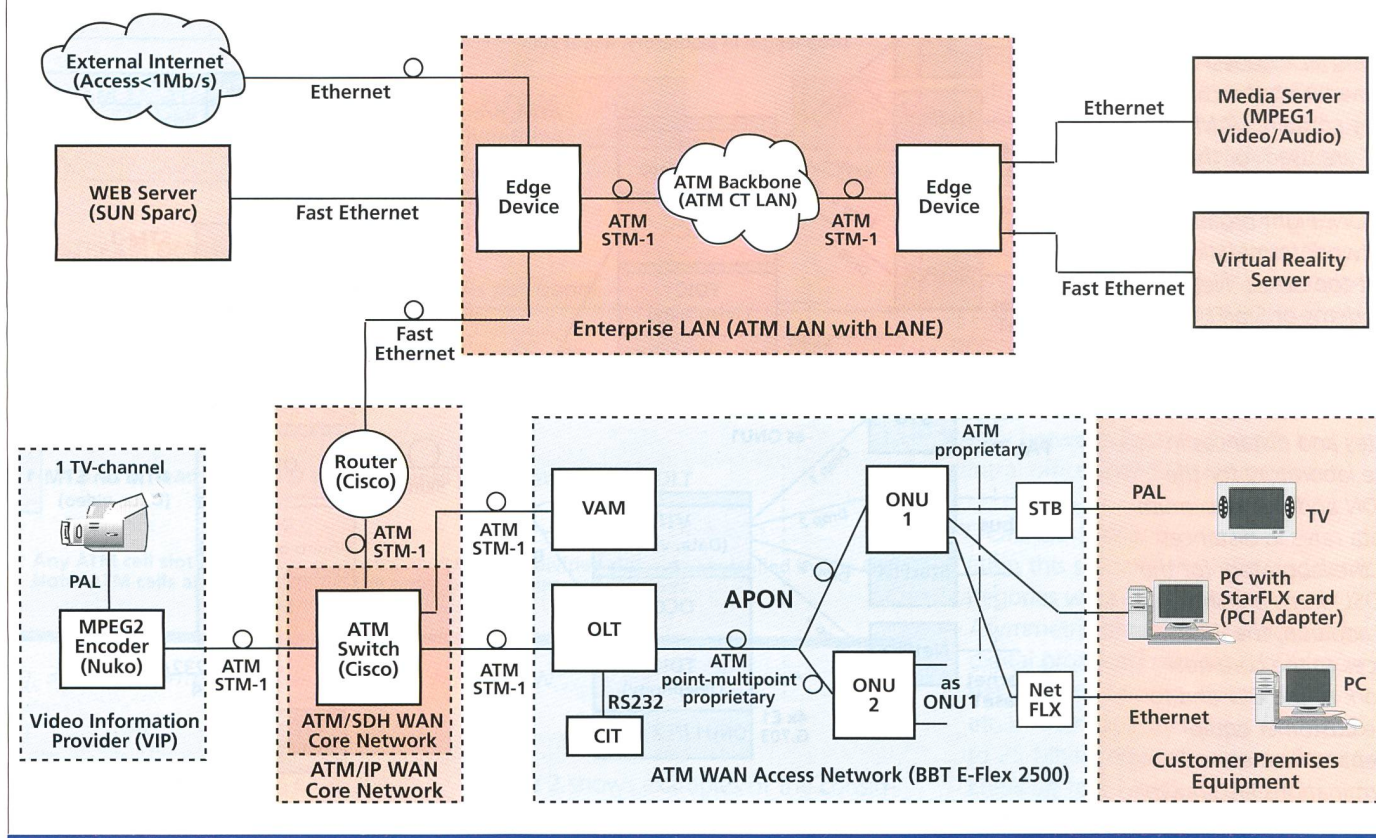 External Internet
(Access<1Mb/s)
Ethernet
WEB Server
(SUN Sparc)
Fast Ethernet
Edge
Device
ATM
STM-1
ATM Backbone
(ATM CT LAN)
ATM
STM-1
Edge
Device
Ethernet
Media Server
(MPEG1
Video/Audio)
Fast Ethernet
Virtual Reality
Server
Enterprise LAN (ATM LAN with LANE)
Fast
Ethernet
1 TV-channel
PAL
MPEG2
Encoder
(Nuko)
Video Information
Provider (VIP)
ATM
STM-1
Router
(Cisco)
ATM
STM-1
ATM
Switch
(Cisco)
ATM/SDH WAN
Core Network
ATM/IP WAN
Core Network
ATM
STM-1
ATM
STM-1
VAM
OLT
RS232
CIT
APON
ATM
point-multipoint
proprietary
ONU
1
ONU
2
as
ONU1
ATM
proprietary
STB
Net
FLX
ATM WAN Access Network (BBT E-Flex 2500)
PAL
TV
PC with
StarFLX card
(PCI Adapter)
Ethernet
PC
Customer Premises
Equipment